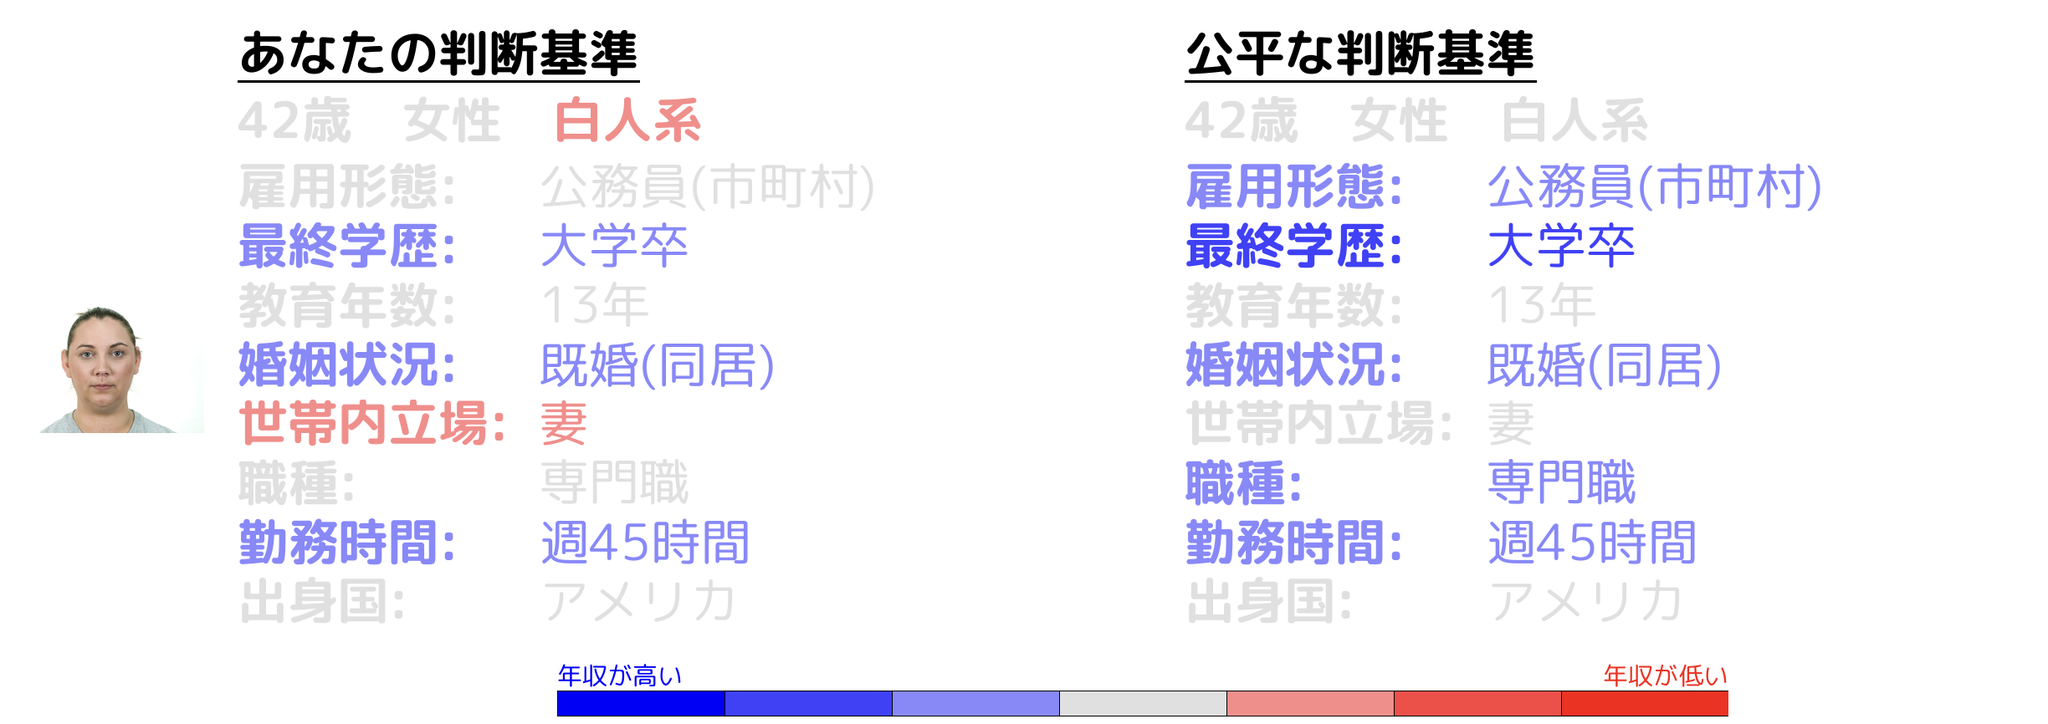 あなたの判断基準
42歳 女性 白人系
雇用形態: 公務員(市町村)
最終学歴: 大学卒
教育年数: 13年
婚姻状況: 既婚(同居)
世帯内立場: 妻
職種: 専門職
勤務時間: 週45時間
出身国: アメリカ
公平な判断基準
42歳 女性 白人系
雇用形態: 公務員(市町村)
最終学歴: 大学卒
教育年数: 13年
婚姻状況: 既婚(同居)
世帯内立場: 妻
職種: 専門職
勤務時間: 週45時間
出身国: アメリカ
年収が高い
年収が低い